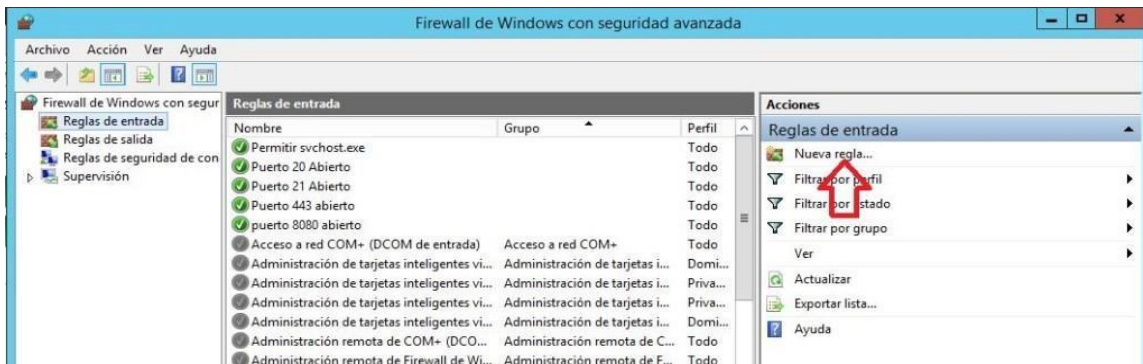 Firewall de Windows con seguridad avanzada
Archivo Acción Ver Ayuda
Firewall de Windows con segur
Reglas de entrada
Reglas de salida
Reglas de seguridad de con
Supervisión
Reglas de entrada
Nombre Grupo Perfil
Permitir svchost.exe Todo
Puerto 20 Abierto Todo
Puerto 21 Abierto Todo
Puerto 443 abierto Todo
puerto 8080 abierto Todo
Acceso a red COM+ (DCOM de entrada) Acceso a red COM+ Todo
Administración de tarjetas inteligentes vi... Administración de tarjetas i... Domi...
Administración de tarjetas inteligentes vi... Administración de tarjetas i... Priva...
Administración de tarjetas inteligentes vi... Administración de tarjetas i... Priva...
Administración de tarjetas inteligentes vi... Administración de tarjetas i... Domi...
Administración remota de COM+ (DCO... Administración remota de C... Todo
Administración remota de Firewall de Wi... Administración remota de F... Todo
Acciones
Reglas de entrada
Nueva regla...
Filtrar por perfil
Filtrar por estado
Filtrar por grupo
Ver
Actualizar
Exportar lista...
Ayuda